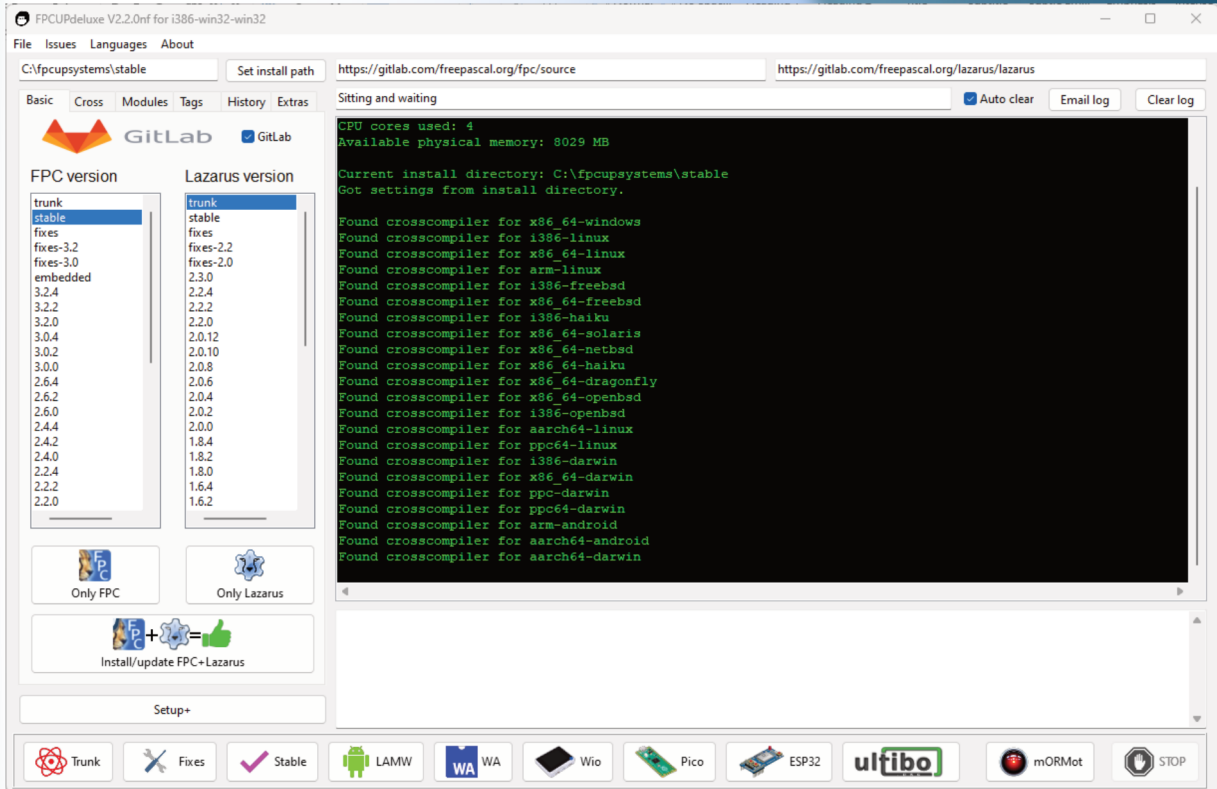 FPCUPdeluxe V2.2.0nf for i386-win32-win32
File Issues Languages About
C:\fpcupsystems\stable
Set install path
https://gitlab.com/freepascal.org/fpc/source
https://gitlab.com/freepascal.org/lazarus/lazarus
Basic Cross Modules Tags History Extras
Sitting and waiting
Auto clear
Email log
Clear log
GitLab
GitLab
FPC version
trunk
stable
fixes
fixes-3.2
fixes-3.0
embedded
3.2.4
3.2.2
3.2.0
3.0.4
3.0.2
3.0.0
2.6.4
2.6.2
2.6.0
2.4.4
2.4.2
2.4.0
2.2.4
2.2.2
2.2.0
Lazarus version
trunk
stable
fixes
fixes-2.2
fixes-2.0
2.3.0
2.2.4
2.2.2
2.2.0
2.0.12
2.0.10
2.0.8
2.0.6
2.0.4
2.0.2
2.0.0
1.8.4
1.8.2
1.8.0
1.6.4
1.6.2
FPC
Only FPC
Only Lazarus
FPC+=
Install/update FPC+Lazarus
Setup+
CPU cores used: 4
Available physical memory: 8029 MB
Current install directory: C:\fpcupsystems\stable
Got settings from install directory.
Found crosscompiler for x86_64-windows
Found crosscompiler for i386-linux
Found crosscompiler for x86_64-linux
Found crosscompiler for arm-linux
Found crosscompiler for i386-freebsd
Found crosscompiler for x86_64-freebsd
Found crosscompiler for i386-haiku
Found crosscompiler for x86_64-solaris
Found crosscompiler for x86_64-netbsd
Found crosscompiler for x86_64-haiku
Found crosscompiler for x86_64-dragonfly
Found crosscompiler for x86_64-openbsd
Found crosscompiler for i386-openbsd
Found crosscompiler for aarch64-linux
Found crosscompiler for ppc64-linux
Found crosscompiler for i386-darwin
Found crosscompiler for x86_64-darwin
Found crosscompiler for ppc-darwin
Found crosscompiler for ppc64-darwin
Found crosscompiler for arm-android
Found crosscompiler for aarch64-android
Found crosscompiler for aarch64-darwin
Trunk
Fixes
Stable
LAMW
WA WA
Wio
Pico
ESP32
ultibo
mORMot
STOP